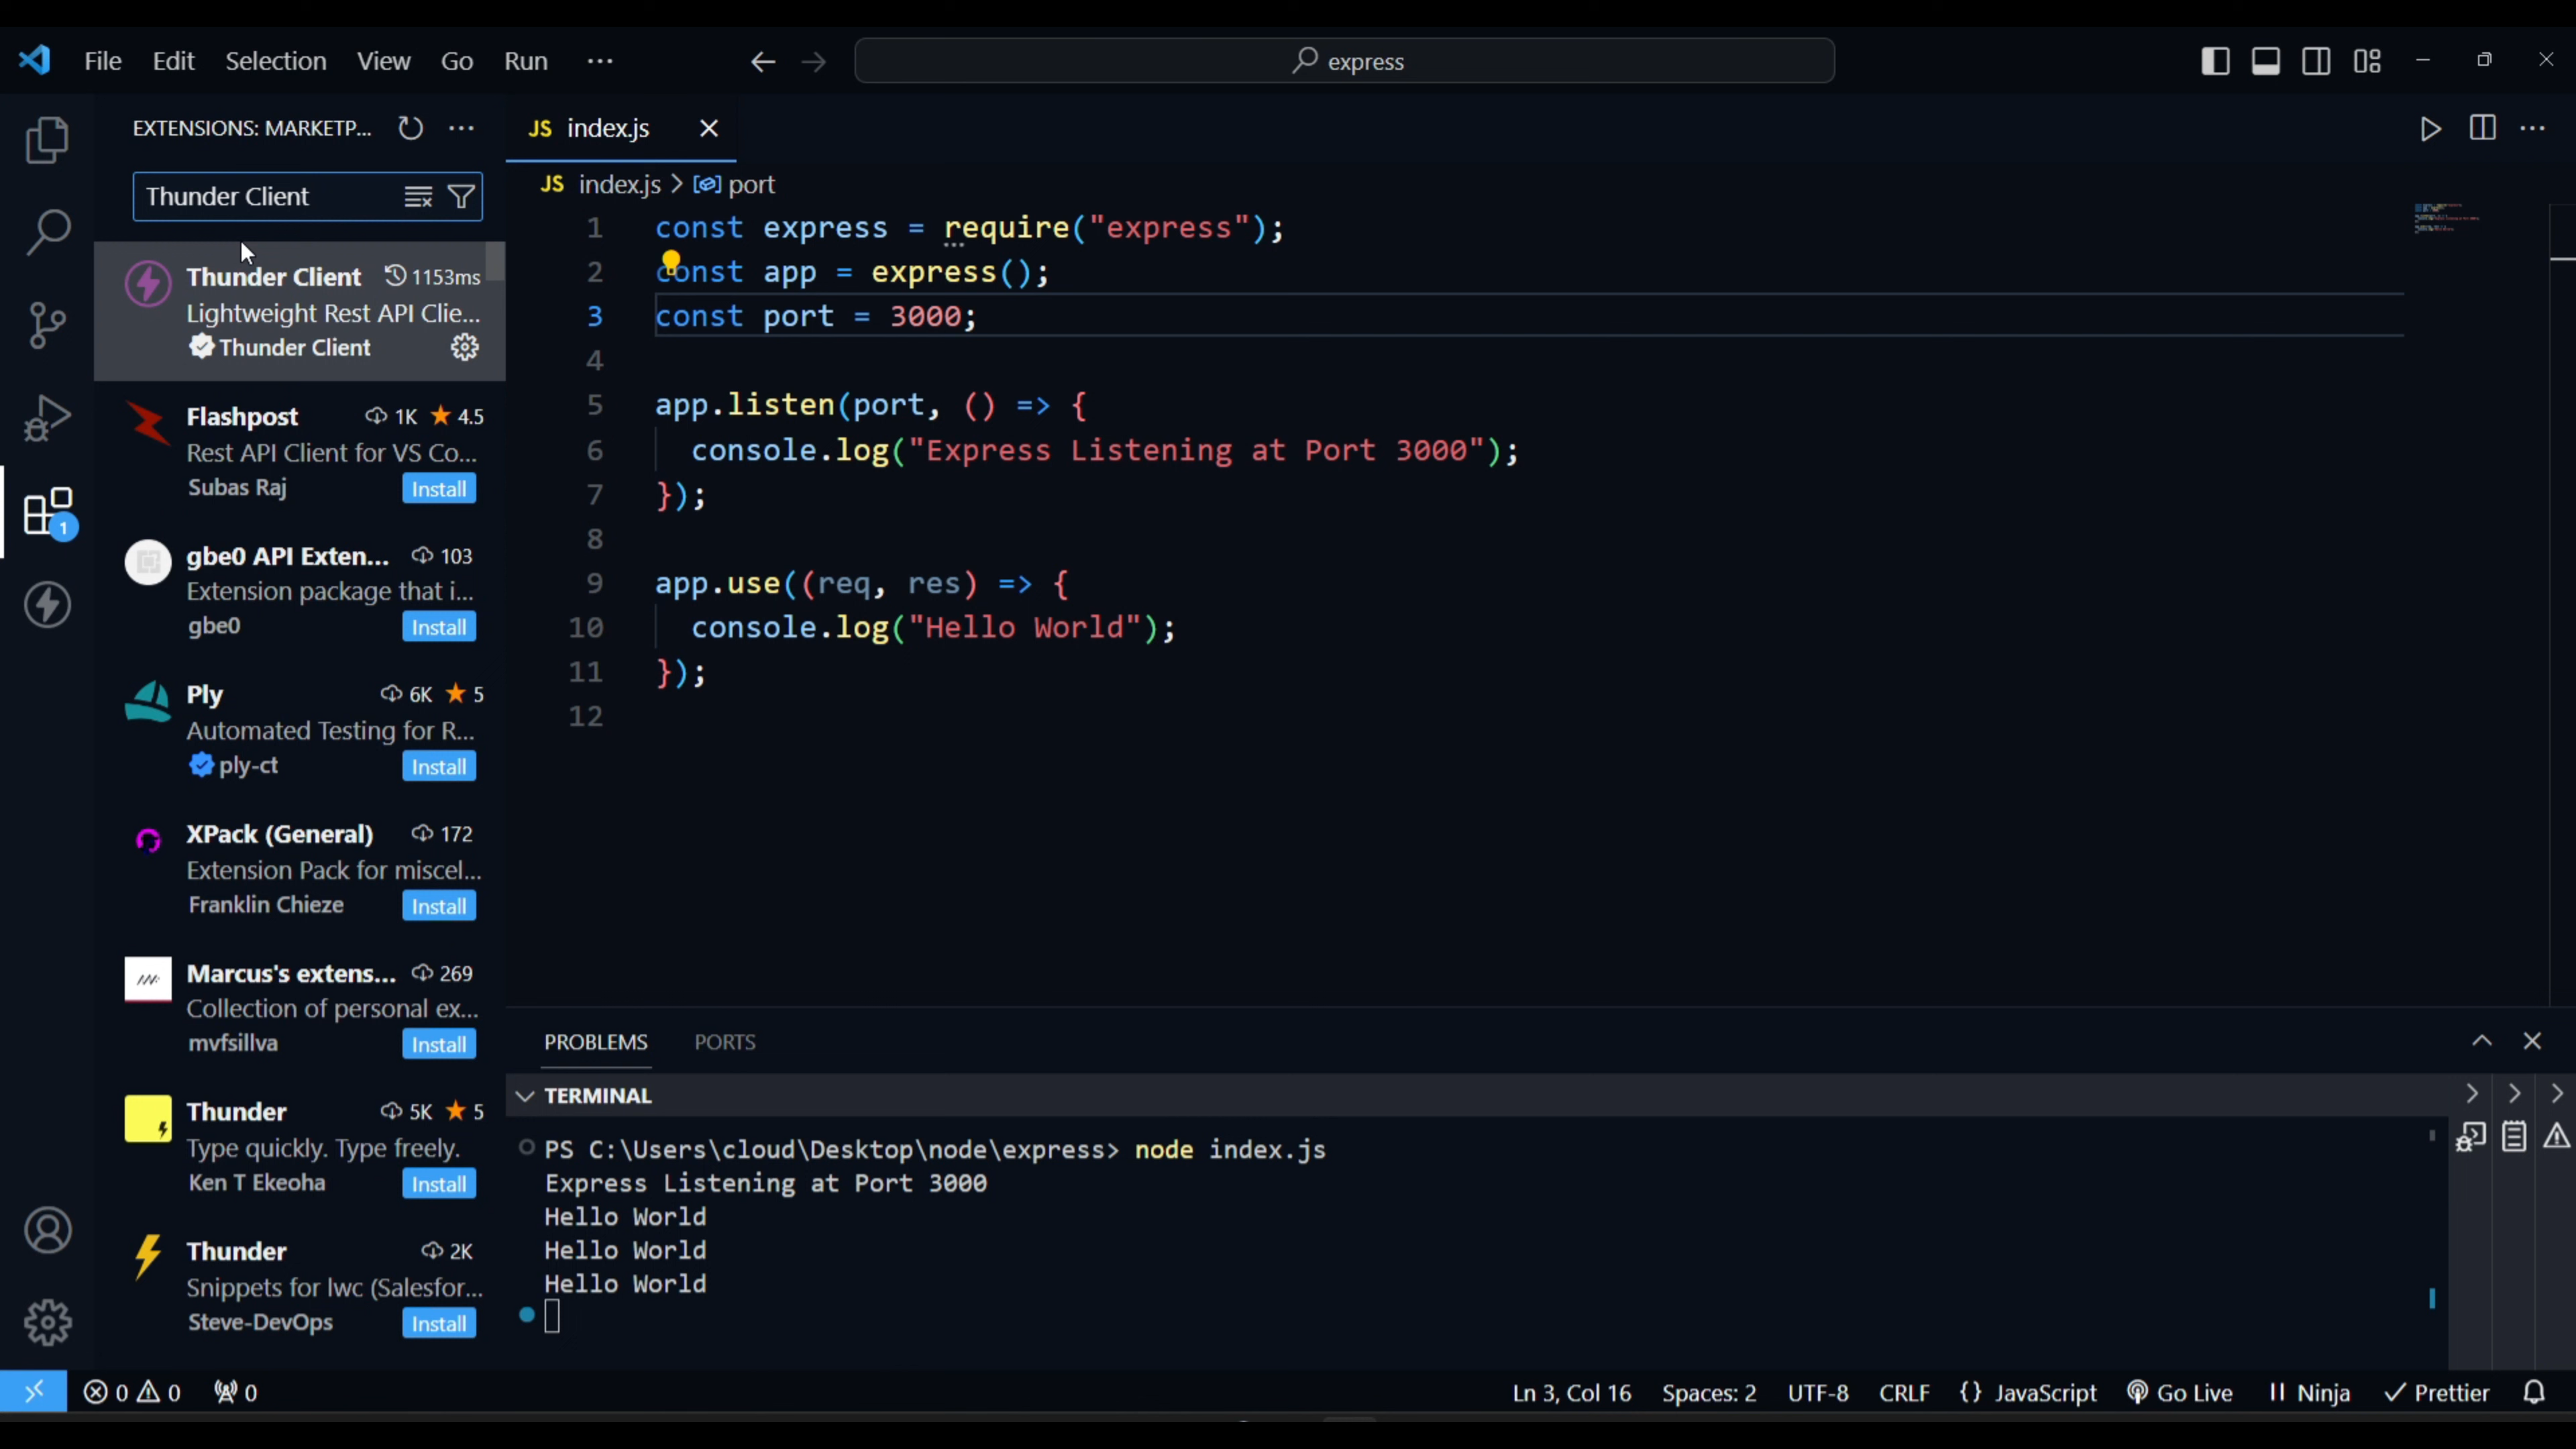 File Edit Selection View Go Run ···
express
EXTENSIONS: MARKETP...
Thunder Client
Thunder Client 1153ms
Lightweight Rest API Clie...
Thunder Client
Flashpost 1K 4.5
Rest API Client for VS Co...
Subas Raj Install
gbe0 API Exten... 103
Extension package that i...
gbe0 Install
Ply 6K 5
Automated Testing for R...
ply-ct Install
XPack (General) 172
Extension Pack for miscel...
Franklin Chieze Install
Marcus's extens... 269
Collection of personal ex...
mvfsillva Install
Thunder 5K 5
Type quickly. Type freely.
Ken T Ekeoha Install
Thunder 2K
Snippets for lwc (Salesfor...
Steve-DevOps Install
1
JS index.js
JS index.js > port
1 const express = require("express");
2 const app = express();
3 const port = 3000;
4
5 app.listen(port, () => {
6 console.log("Express Listening at Port 3000");
7 });
8
9 app.use((req, res) => {
10 console.log("Hello World");
11 });
12
PROBLEMS PORTS
TERMINAL
PS C:\Users\cloud\Desktop\node\express> node index.js
Express Listening at Port 3000
Hello World
Hello World
Hello World
0 0 0
Ln 3, Col 16 Spaces: 2 UTF-8 CRLF {} JavaScript Go Live Ninja Prettier